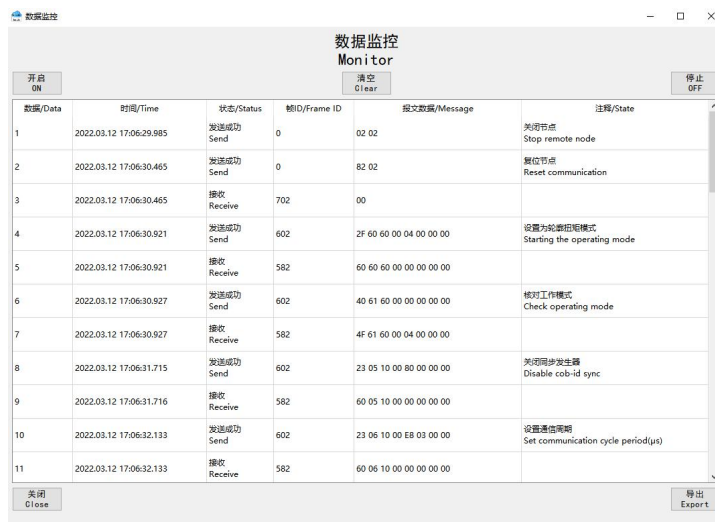 数据监控
数据监控
Monitor
开启
ON
清空
Clear
停止
OFF
数据/Data 时间/Time 状态/Status 帧ID/Frame ID 报文数据/Message 注释/State
1 2022.03.12 17:06:29.985 发送成功 Send 0 02 02 关闭节点 Stop remote node
2 2022.03.12 17:06:30.465 发送成功 Send 0 82 02 复位节点 Reset communication
3 2022.03.12 17:06:30.465 接收 Receive 702 00
4 2022.03.12 17:06:30.921 发送成功 Send 602 2F 60 60 00 04 00 00 00 设置为轮廓扭矩模式 Starting the operating mode
5 2022.03.12 17:06:30.921 接收 Receive 582 60 60 60 00 00 00 00 00
6 2022.03.12 17:06:30.927 发送成功 Send 602 40 61 60 00 00 00 00 00 核对工作模式 Check operating mode
7 2022.03.12 17:06:30.927 接收 Receive 582 4F 61 60 00 04 00 00 00
8 2022.03.12 17:06:31.715 发送成功 Send 602 23 05 10 00 80 00 00 00 关闭同步发生器 Disable cob-id sync
9 2022.03.12 17:06:31.716 接收 Receive 582 60 05 10 00 00 00 00 00
10 2022.03.12 17:06:32.133 发送成功 Send 602 23 06 10 00 E8 03 00 00 设置通信周期 Set communication cycle period(μs)
11 2022.03.12 17:06:32.133 接收 Receive 582 60 06 10 00 00 00 00 00
关闭
Close
导出
Export